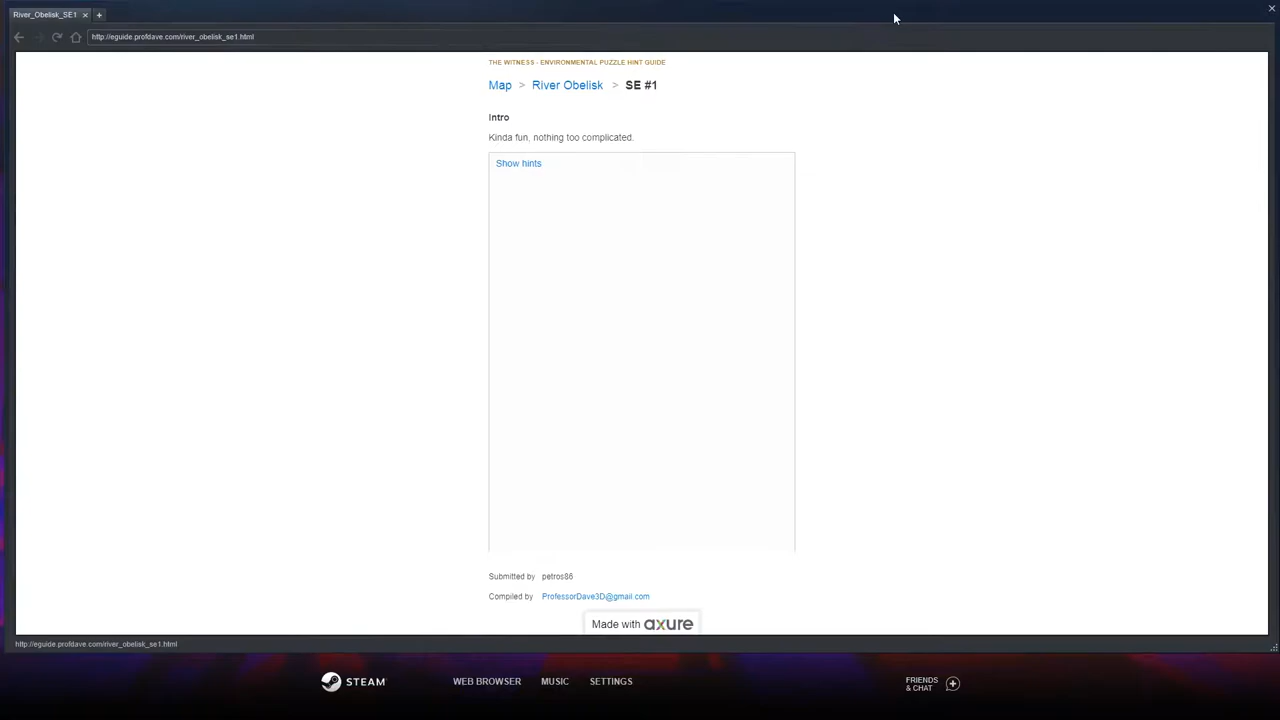 River_Obelisk_SE1
http://eguide.profdave.com/river_obelisk_se1.html
THE WITNESS - ENVIRONMENTAL PUZZLE HINT GUIDE
Map > River Obelisk > SE #1
Intro
Kinda fun, nothing too complicated.
Show hints
Submitted by petros86
Compiled by ProfessorDave3D@gmail.com
Made with axure
http://eguide.profdave.com/river_obelisk_se1.html
STEAM WEB BROWSER MUSIC SETTINGS FRIENDS
& CHAT